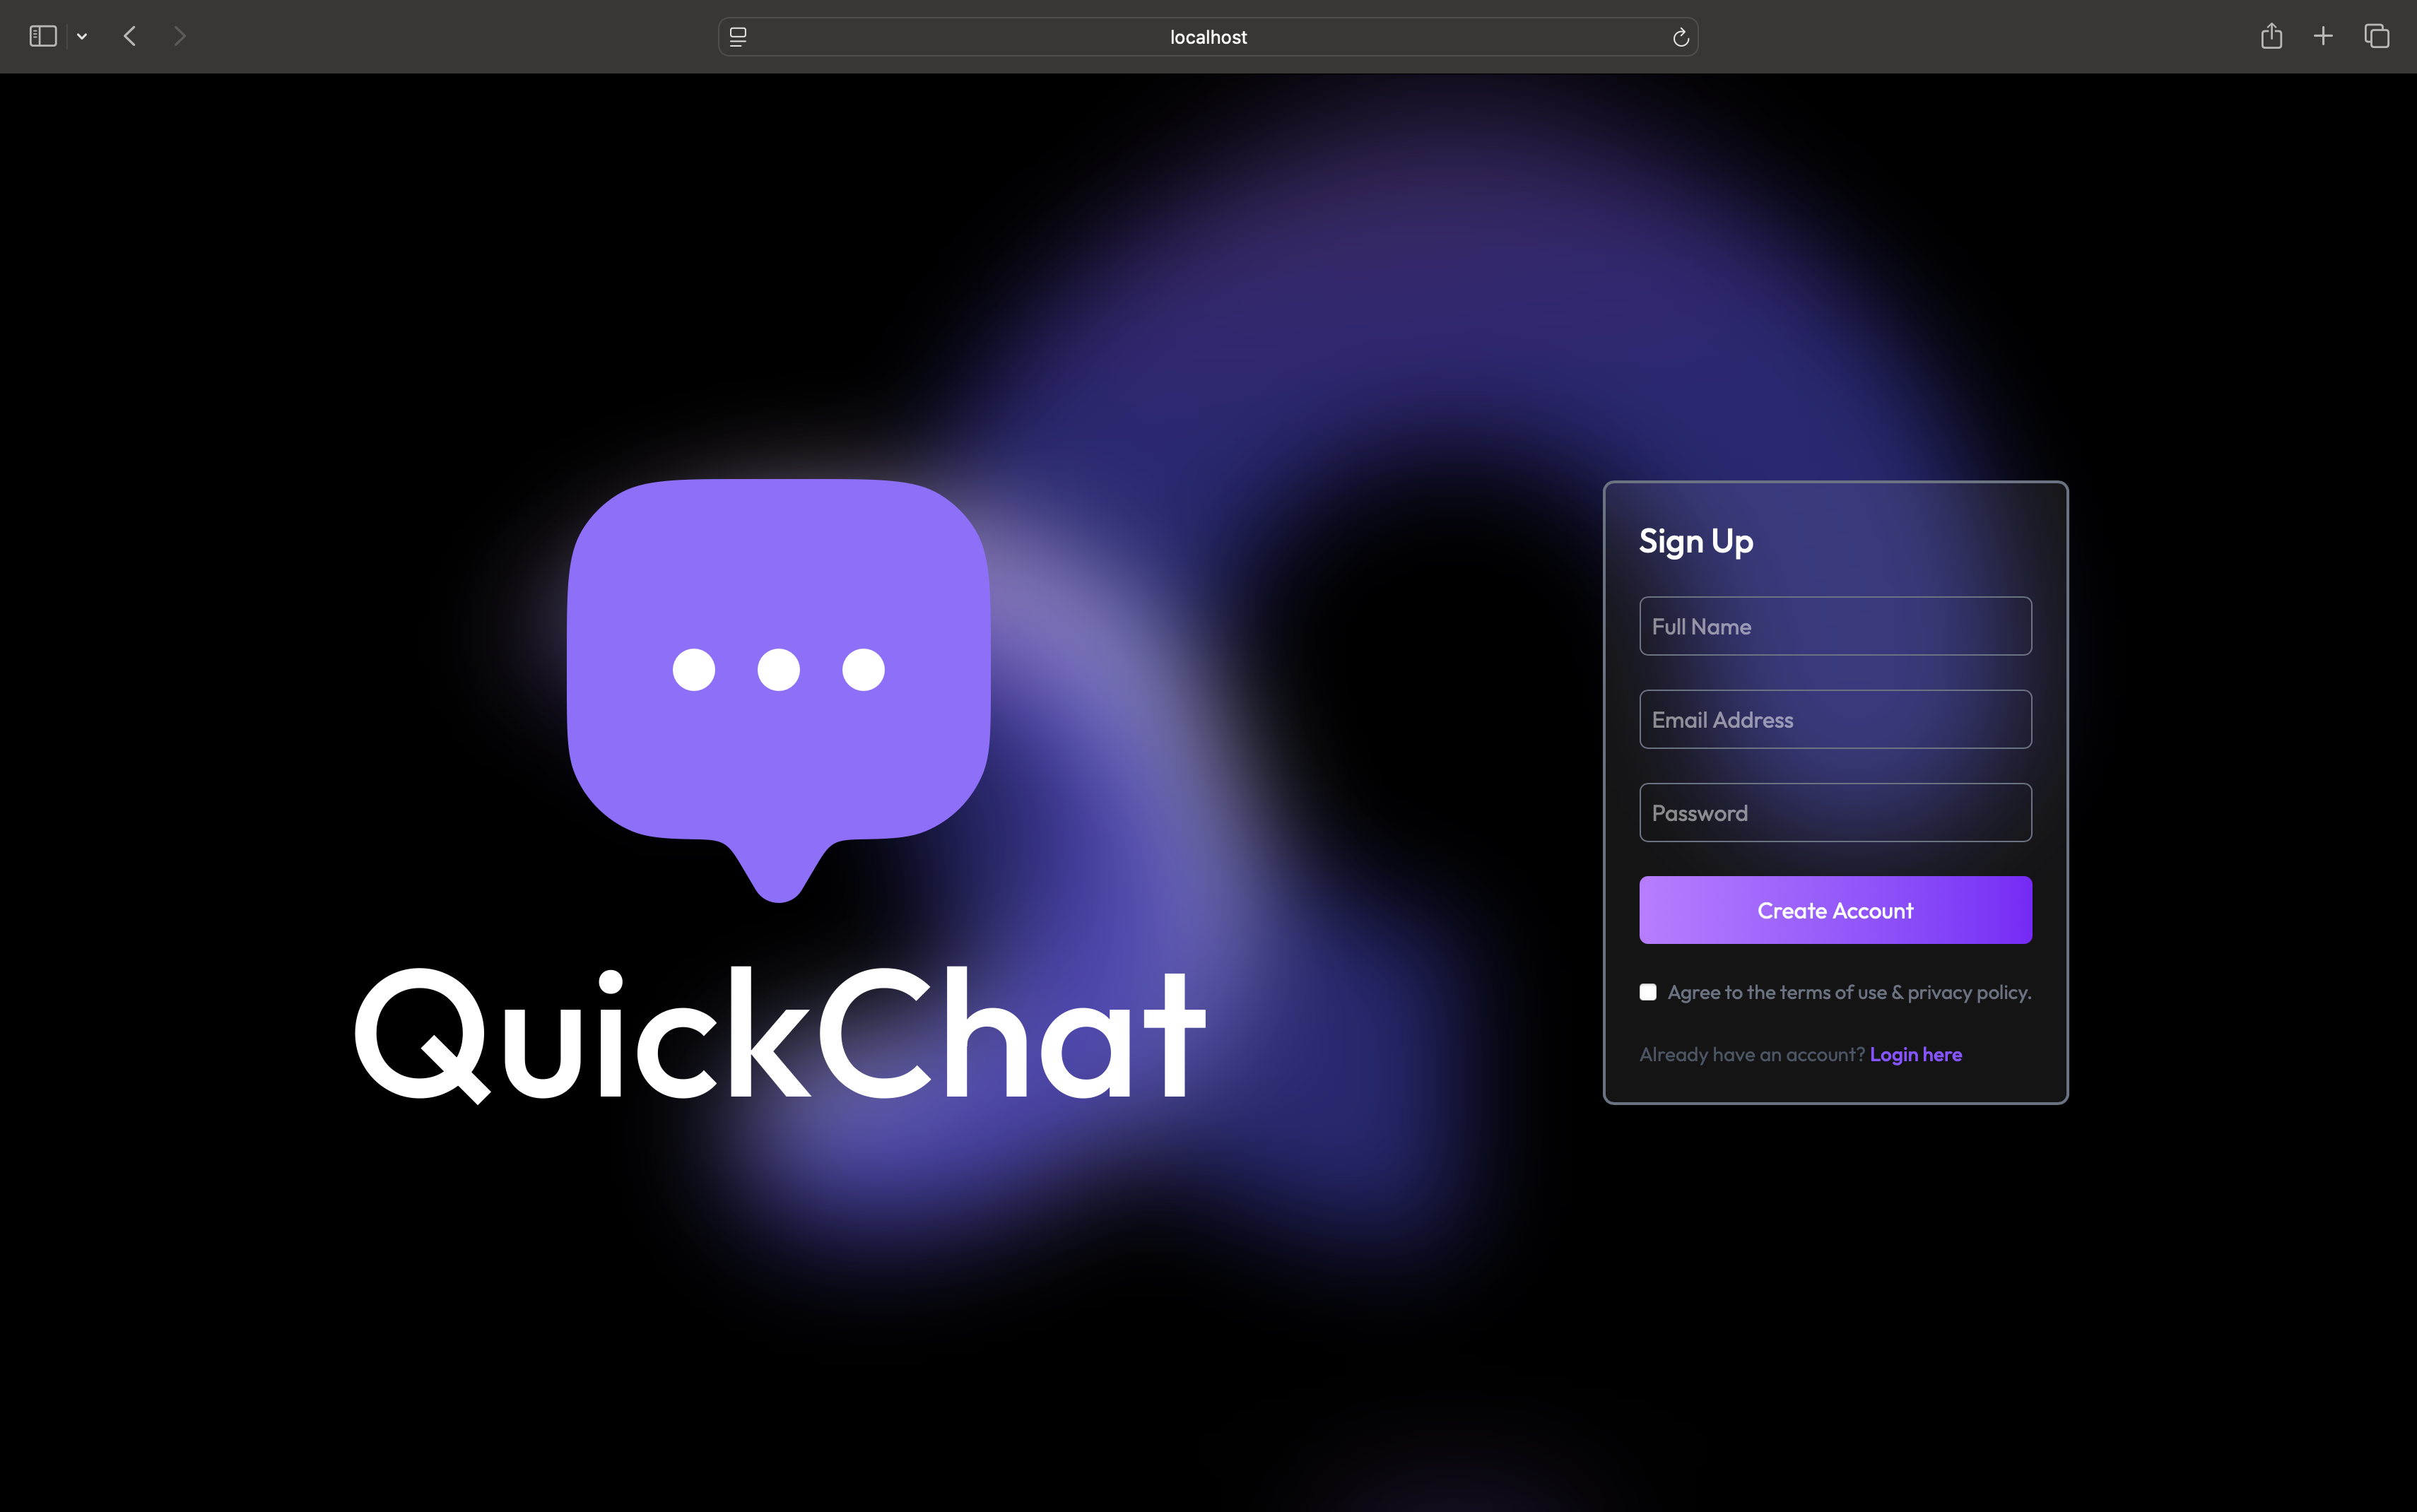 localhost
QuickChat
Sign Up
Full Name
Email Address
Password
Create Account
Agree to the terms of use & privacy policy.
Already have an account? Login here